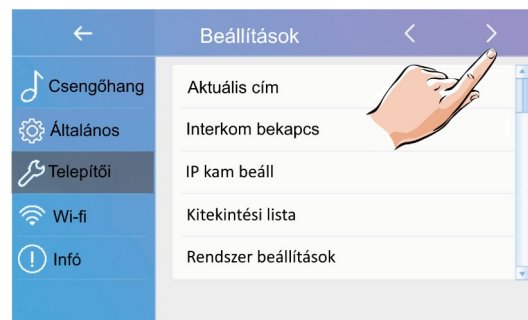 Beállítások
Csengőhang
Általános
Telepítői
Wi-fi
Infó
Aktuális cím
Interkom bekapcs
IP kam beáll
Kitekintési lista
Rendszer beállítások